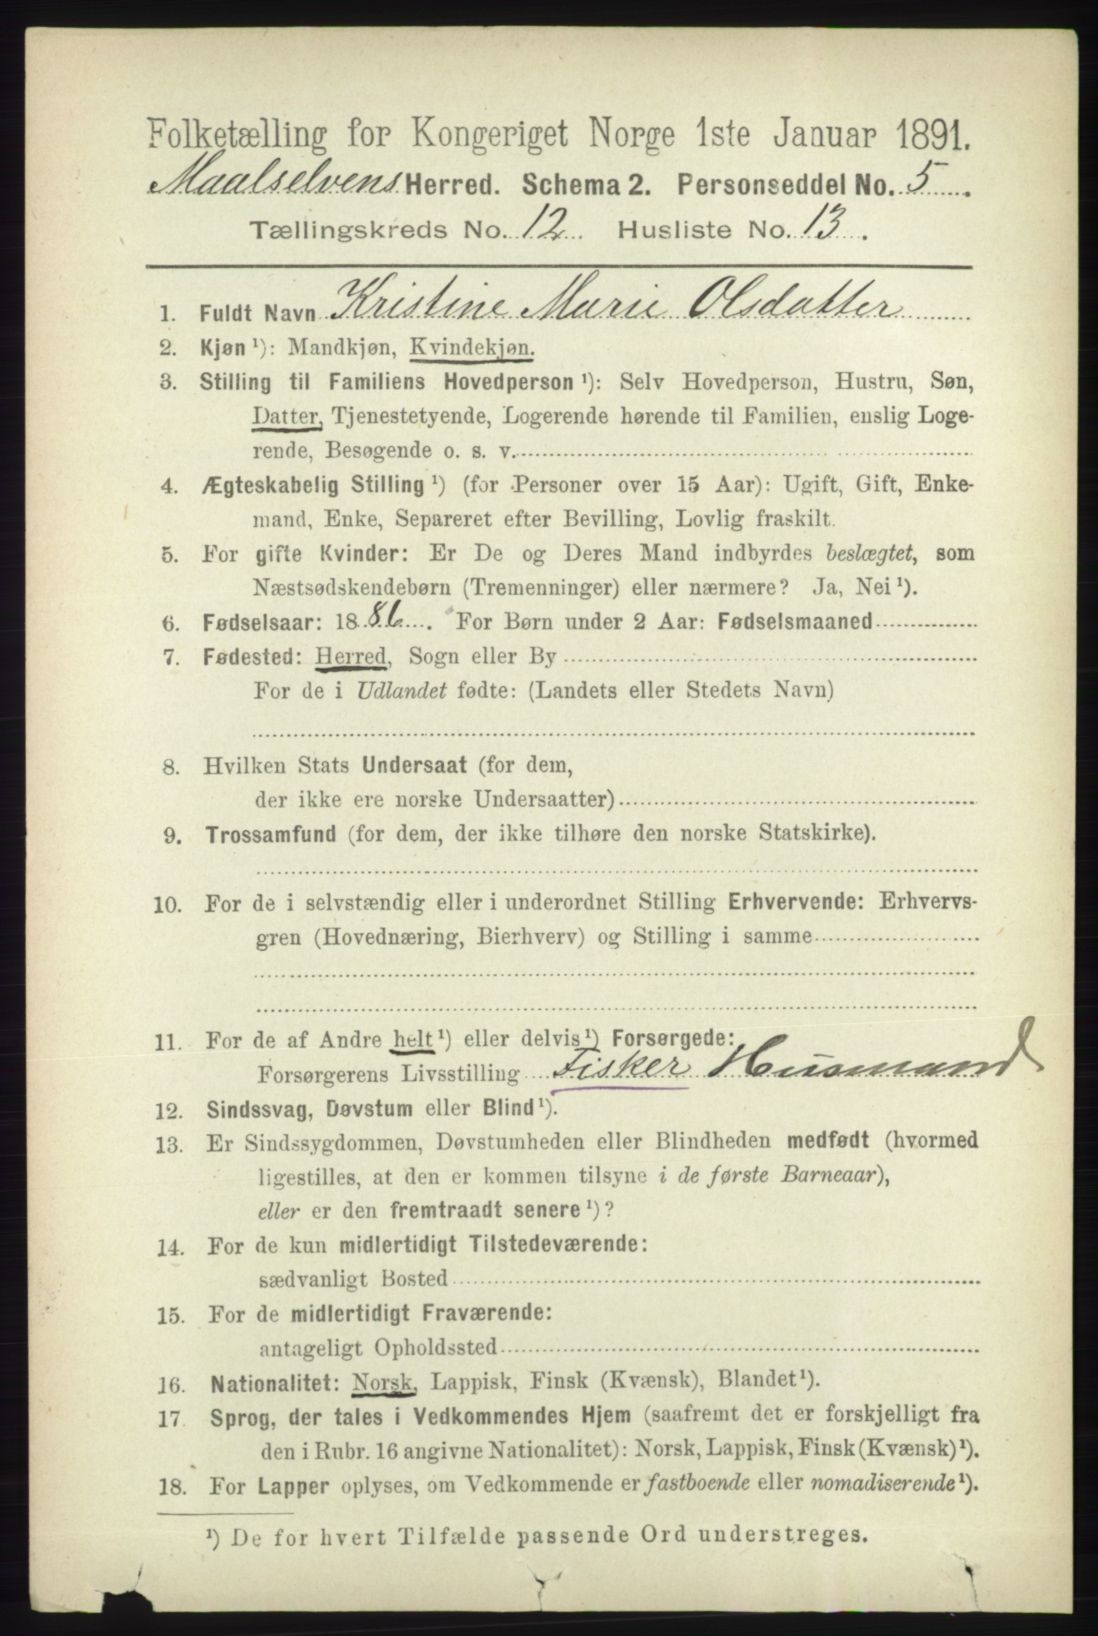 Folketælling for Kongeriget Norge 1ste Januar 1891.
Maalselvens Herred. Schema 2. Personseddel No. 5.
Tællingskreds No. 12. Husliste No. 13.
1. Fuldt Navn Kristine Marie Olsdatter
2. Kjøn ¹): Mandkjøn, Kvindekjøn.
3. Stilling til Familiens Hovedperson ¹): Selv Hovedperson, Hustru, Søn,
Datter, Tjenestetyende, Logerende hørende til Familien, enslig Loge-
rende, Besøgende o. s. v.
4. Ægteskabelig Stilling ¹) (for Personer over 15 Aar): Ugift, Gift, Enke-
mand, Enke, Separeret efter Bevilling, Lovlig fraskilt.
5. For gifte Kvinder: Er De og Deres Mand indbyrdes beslægtet, som
Næstsødskendebørn (Tremenninger) eller nærmere? Ja, Nei ¹).
6. Fødselsaar: 1886. For Børn under 2 Aar: Fødselsmaaned
7. Fødested: Herred, Sogn eller By
For de i Udlandet fødte: (Landets eller Stedets Navn)
8. Hvilken Stats Undersaat (for dem,
der ikke ere norske Undersaatter)
9. Trossamfund (for dem, der ikke tilhøre den norske Statskirke).
10. For de i selvstændig eller i underordnet Stilling Erhvervende: Erhvervs-
gren (Hovednæring, Bierhverv) og Stilling i samme
11. For de af Andre helt ¹) eller delvis ¹) Forsørgede:
Forsørgerens Livsstilling Fisker Husmand
12. Sindssvag, Døvstum eller Blind ¹).
13. Er Sindssygdommen, Døvstumheden eller Blindheden medfødt (hvormed
ligestilles, at den er kommen tilsyne i de første Barneaar),
eller er den fremtraadt senere ¹)?
14. For de kun midlertidigt Tilstedeværende:
sædvanligt Bosted
15. For de midlertidigt Fraværende:
antageligt Opholdssted
16. Nationalitet: Norsk, Lappisk, Finsk (Kvænsk), Blandet ¹).
17. Sprog, der tales i Vedkommendes Hjem (saafremt det er forskjelligt fra
den i Rubr. 16 angivne Nationalitet): Norsk, Lappisk, Finsk (Kvænsk) ¹).
18. For Lapper oplyses, om Vedkommende er fastboende eller nomadiserende ¹).
¹) De for hvert Tilfælde passende Ord understreges.